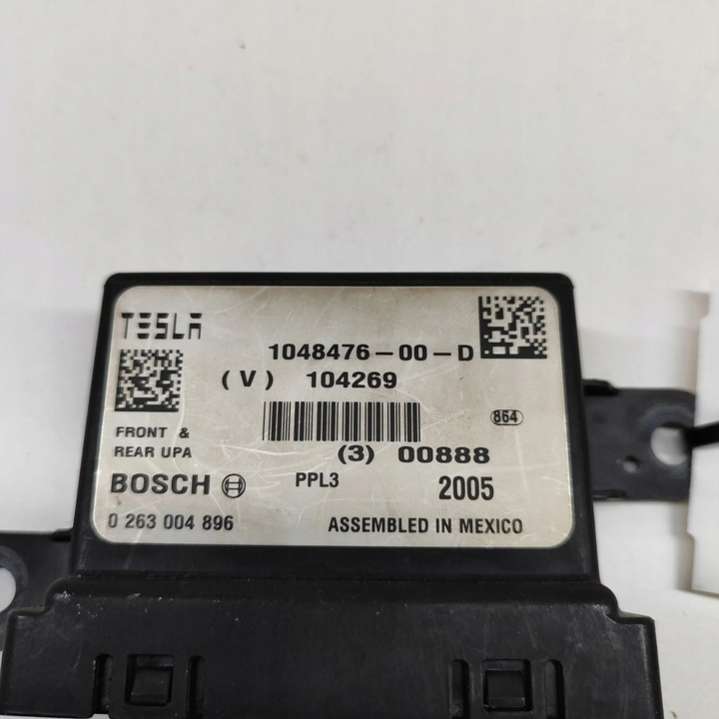 TESLA
1048476-00-D
(V) 104269
864
FRONT &
REAR UPA
(3) 00888
BOSCH
PPL3
2005
0 263 004 896
ASSEMBLED IN MEXICO